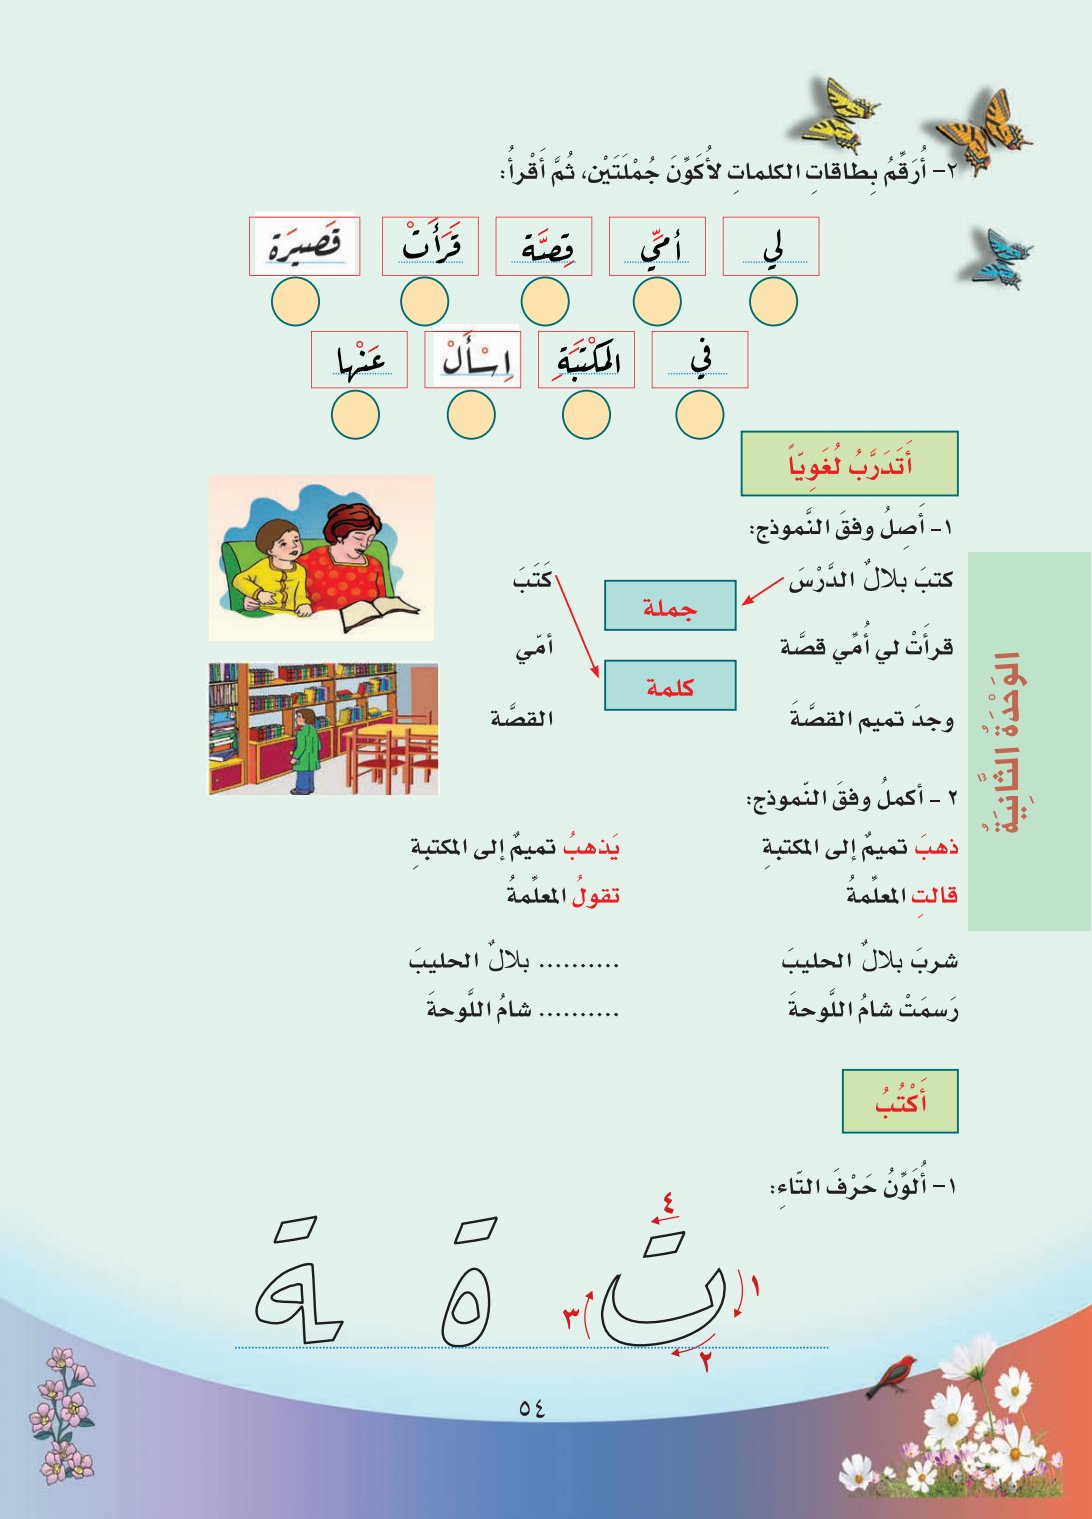 ٢- أُرَقِّمُ بِطاقاتِ الكلماتِ لأُكَوِّنَ جُمْلَتَيْنِ، ثُمَّ أَقْرأُ:
لي أمّي قِصَّة قَرَأَتْ قَصيرَة
في المَكْتَبَةِ اِسْأَلْ عَنْها
أَتَدَرَّبُ لُغَوِيّاً
١- أَصِلُ وفقَ النَّموذج:
كتبَ بلالٌ الدَّرْسَ جملة كَتَبَ
قرأَتْ لي أُمِّي قصَّة كلمة أمّي
وجدَ تميم القصَّةَ القصَّة
٢ - أكملُ وفقَ النّموذج:
ذهبَ تميمٌ إلى المكتبةِ يَذهبُ تميمٌ إلى المكتبةِ
قالتِ المعلِّمةُ تقولُ المعلِّمةُ
شربَ بلالٌ الحليبَ .......... بلالٌ الحليبَ
رَسمَتْ شامُ اللَّوحةَ .......... شامُ اللَّوحةَ
أَكْتُبُ
١- أُلَوِّنُ حَرْفَ التّاءِ:
ت ة ـة
١ ٢ ٣ ٤
٥٤
الوَحْدَةُ الثَّانِيَةُ